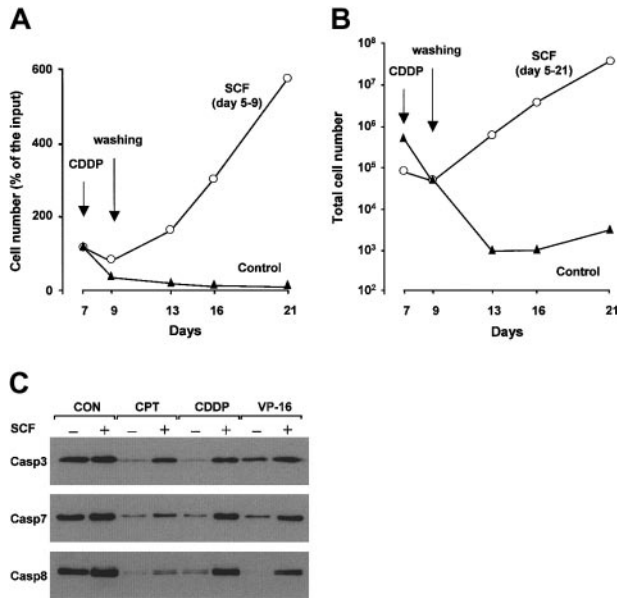 A
Cell number (% of the input)
600
400
200
0
CDDP
washing
SCF
(day 5-9)
Control
7 9 13 16 21
Days
B
Total cell number
10⁸
10⁷
10⁶
10⁵
10⁴
10³
10²
CDDP
washing
SCF
(day 5-21)
Control
7 9 13 16 21
Days
C
CON CPT CDDP VP-16
SCF – + – + – + – +
Casp3
Casp7
Casp8